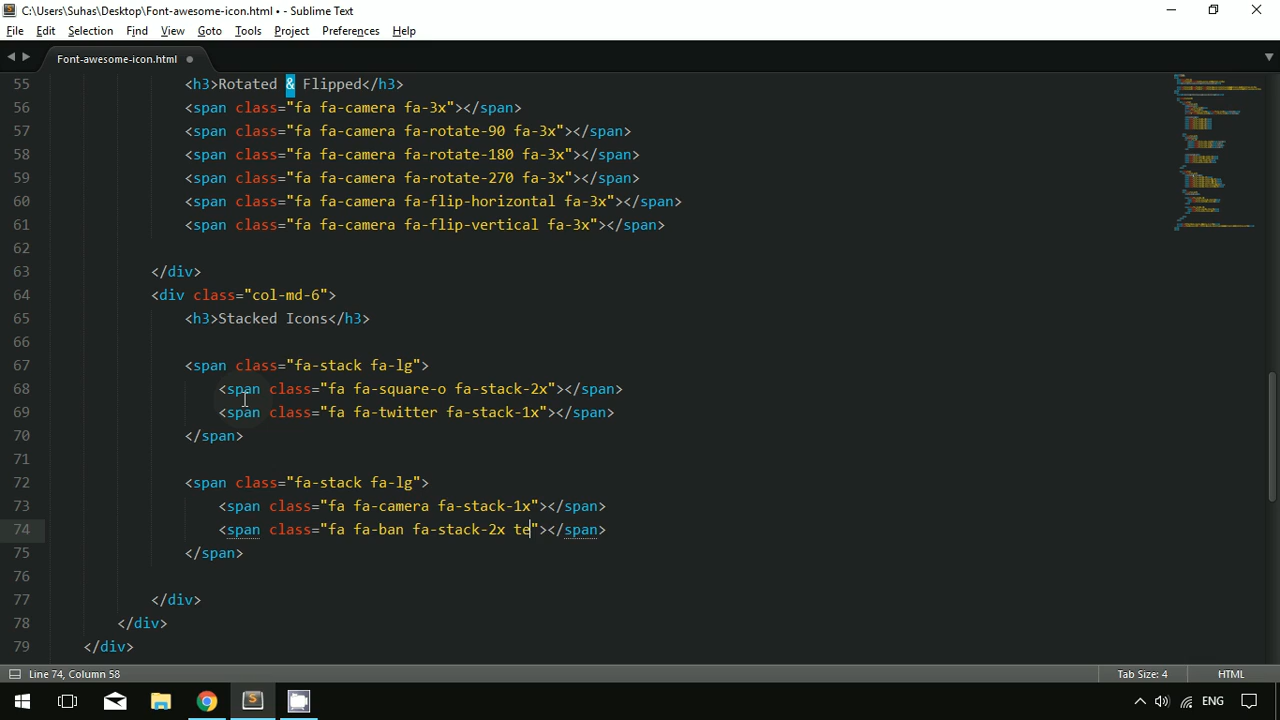 C:\Users\Suhas\Desktop\Font-awesome-icon.html • - Sublime Text
File Edit Selection Find View Goto Tools Project Preferences Help
Font-awesome-icon.html
55 <h3>Rotated & Flipped</h3>
56 <span class="fa fa-camera fa-3x"></span>
57 <span class="fa fa-camera fa-rotate-90 fa-3x"></span>
58 <span class="fa fa-camera fa-rotate-180 fa-3x"></span>
59 <span class="fa fa-camera fa-rotate-270 fa-3x"></span>
60 <span class="fa fa-camera fa-flip-horizontal fa-3x"></span>
61 <span class="fa fa-camera fa-flip-vertical fa-3x"></span>
62
63 </div>
64 <div class="col-md-6">
65 <h3>Stacked Icons</h3>
66
67 <span class="fa-stack fa-lg">
68 <span class="fa fa-square-o fa-stack-2x"></span>
69 <span class="fa fa-twitter fa-stack-1x"></span>
70 </span>
71
72 <span class="fa-stack fa-lg">
73 <span class="fa fa-camera fa-stack-1x"></span>
74 <span class="fa fa-ban fa-stack-2x te"></span>
75 </span>
76
77 </div>
78 </div>
79 </div>
Line 74, Column 58 Tab Size: 4 HTML
ENG